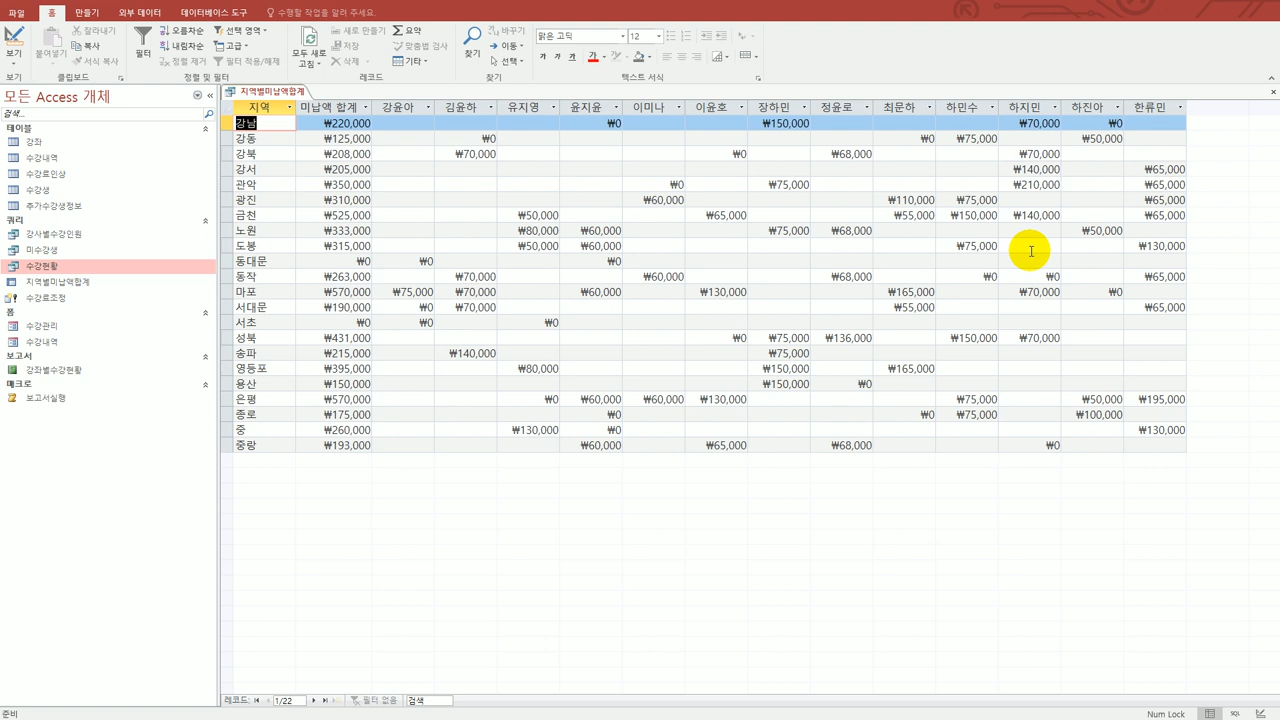 파일 홈 만들기 외부 데이터 데이터베이스 도구 수행할 작업을 알려 주세요.
보기 붙여넣기 잘라내기 복사 서식 복사 필터 오름차순 내림차순 정렬 제거 선택 영역 고급 필터 적용/해제 모두 새로 고침 새로 만들기 저장 삭제 요약 맞춤법 검사 기타 찾기 바꾸기 이동 선택 맑은 고딕 12 가 가 가 가
보기 클립보드 정렬 및 필터 레코드 찾기 텍스트 서식
모든 Access 개체
검색...
테이블
강좌
수강내역
수강료인상
수강생
추가수강생정보
쿼리
강사별수강인원
미수강생
수강현황
지역별미납액합계
수강료조정
폼
수강관리
수강내역
보고서
강좌별수강현황
매크로
보고서실행
지역별미납액합계
지역 미납액 합계 강윤아 김윤하 유지영 윤지윤 이미나 이윤호 장하민 정윤로 최문하 하민수 하지민 하진아 한류민
강남 ₩220,000 ₩0 ₩150,000 ₩70,000 ₩0
강동 ₩125,000 ₩0 ₩0 ₩75,000 ₩50,000
강북 ₩208,000 ₩70,000 ₩0 ₩68,000 ₩70,000
강서 ₩205,000 ₩140,000 ₩65,000
관악 ₩350,000 ₩0 ₩75,000 ₩210,000 ₩65,000
광진 ₩310,000 ₩60,000 ₩110,000 ₩75,000 ₩65,000
금천 ₩525,000 ₩50,000 ₩65,000 ₩55,000 ₩150,000 ₩140,000 ₩65,000
노원 ₩333,000 ₩80,000 ₩60,000 ₩75,000 ₩68,000 ₩50,000
도봉 ₩315,000 ₩50,000 ₩60,000 ₩75,000 ₩130,000
동대문 ₩0 ₩0 ₩0
동작 ₩263,000 ₩70,000 ₩60,000 ₩68,000 ₩0 ₩0 ₩65,000
마포 ₩570,000 ₩75,000 ₩70,000 ₩60,000 ₩130,000 ₩165,000 ₩70,000 ₩0
서대문 ₩190,000 ₩0 ₩70,000 ₩55,000 ₩65,000
서초 ₩0 ₩0 ₩0
성북 ₩431,000 ₩0 ₩75,000 ₩136,000 ₩150,000 ₩70,000
송파 ₩215,000 ₩140,000 ₩75,000
영등포 ₩395,000 ₩80,000 ₩150,000 ₩165,000
용산 ₩150,000 ₩150,000 ₩0
은평 ₩570,000 ₩0 ₩60,000 ₩60,000 ₩130,000 ₩75,000 ₩50,000 ₩195,000
종로 ₩175,000 ₩0 ₩0 ₩75,000 ₩100,000
중 ₩260,000 ₩130,000 ₩0 ₩130,000
중랑 ₩193,000 ₩60,000 ₩65,000 ₩68,000 ₩0
레코드: 1/22 필터 없음 검색
준비 Num Lock SQL